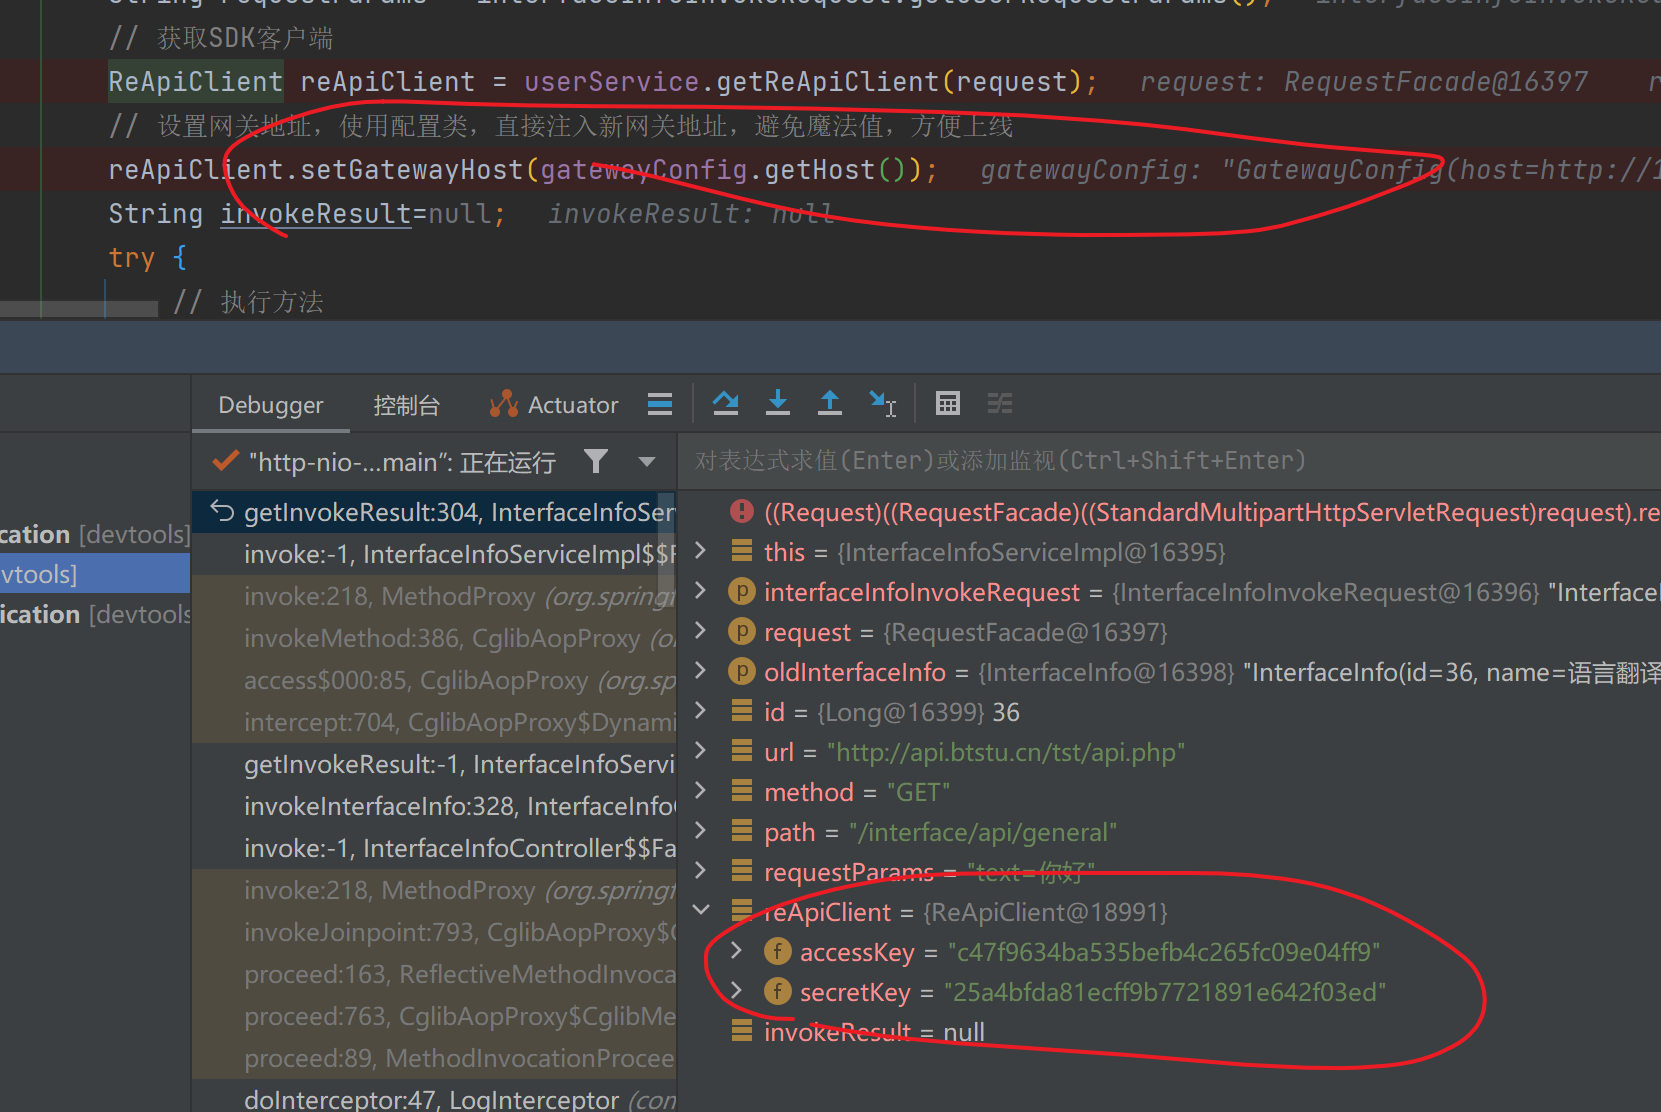 // 获取SDK客户端
ReApiClient reApiClient = userService.getReApiClient(request);   request: RequestFacade@16397
// 设置网关地址，使用配置类，直接注入新网关地址，避免魔法值，方便上线
reApiClient.setGatewayHost(gatewayConfig.getHost());   gatewayConfig: "GatewayConfig(host=http://1
String invokeResult=null;   invokeResult: null
try {
// 执行方法
Debugger 控制台 Actuator
"http-nio-...main": 正在运行
对表达式求值(Enter)或添加监视(Ctrl+Shift+Enter)
cation [devtools]
vtools]
ication [devtools
getInvokeResult:304, InterfaceInfoSer
invoke:-1, InterfaceInfoServiceImpl$$F
invoke:218, MethodProxy (org.springf
invokeMethod:386, CglibAopProxy (o
access$000:85, CglibAopProxy (org.sp
intercept:704, CglibAopProxy$Dynami
getInvokeResult:-1, InterfaceInfoServi
invokeInterfaceInfo:328, InterfaceInfoC
invoke:-1, InterfaceInfoController$$Fa
invoke:218, MethodProxy (org.springf
invokeJoinpoint:793, CglibAopProxy$C
proceed:163, ReflectiveMethodInvoca
proceed:763, CglibAopProxy$CglibMe
proceed:89, MethodInvocationProcee
doInterceptor:47, LogInterceptor (con
((Request)((RequestFacade)((StandardMultipartHttpServletRequest)request).re
this = {InterfaceInfoServiceImpl@16395}
interfaceInfoInvokeRequest = {InterfaceInfoInvokeRequest@16396} "InterfaceI
request = {RequestFacade@16397}
oldInterfaceInfo = {InterfaceInfo@16398} "InterfaceInfo(id=36, name=语言翻译
id = {Long@16399} 36
url = "http://api.btstu.cn/tst/api.php"
method = "GET"
path = "/interface/api/general"
requestParams = "text=你好"
reApiClient = {ReApiClient@18991}
accessKey = "c47f9634ba535befb4c265fc09e04ff9"
secretKey = "25a4bfda81ecff9b7721891e642f03ed"
invokeResult = null